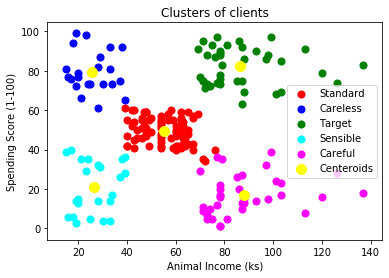 Clusters of clients
Spending Score (1-100)
100
80
60
40
20
0
Standard
Careless
Target
Sensible
Careful
Centeroids
20
40
60
80
100
120
140
Animal Income (ks)